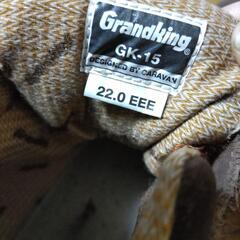 Grandking
GK-15
DESIGNED BY CARAVAN
22.0 EEE